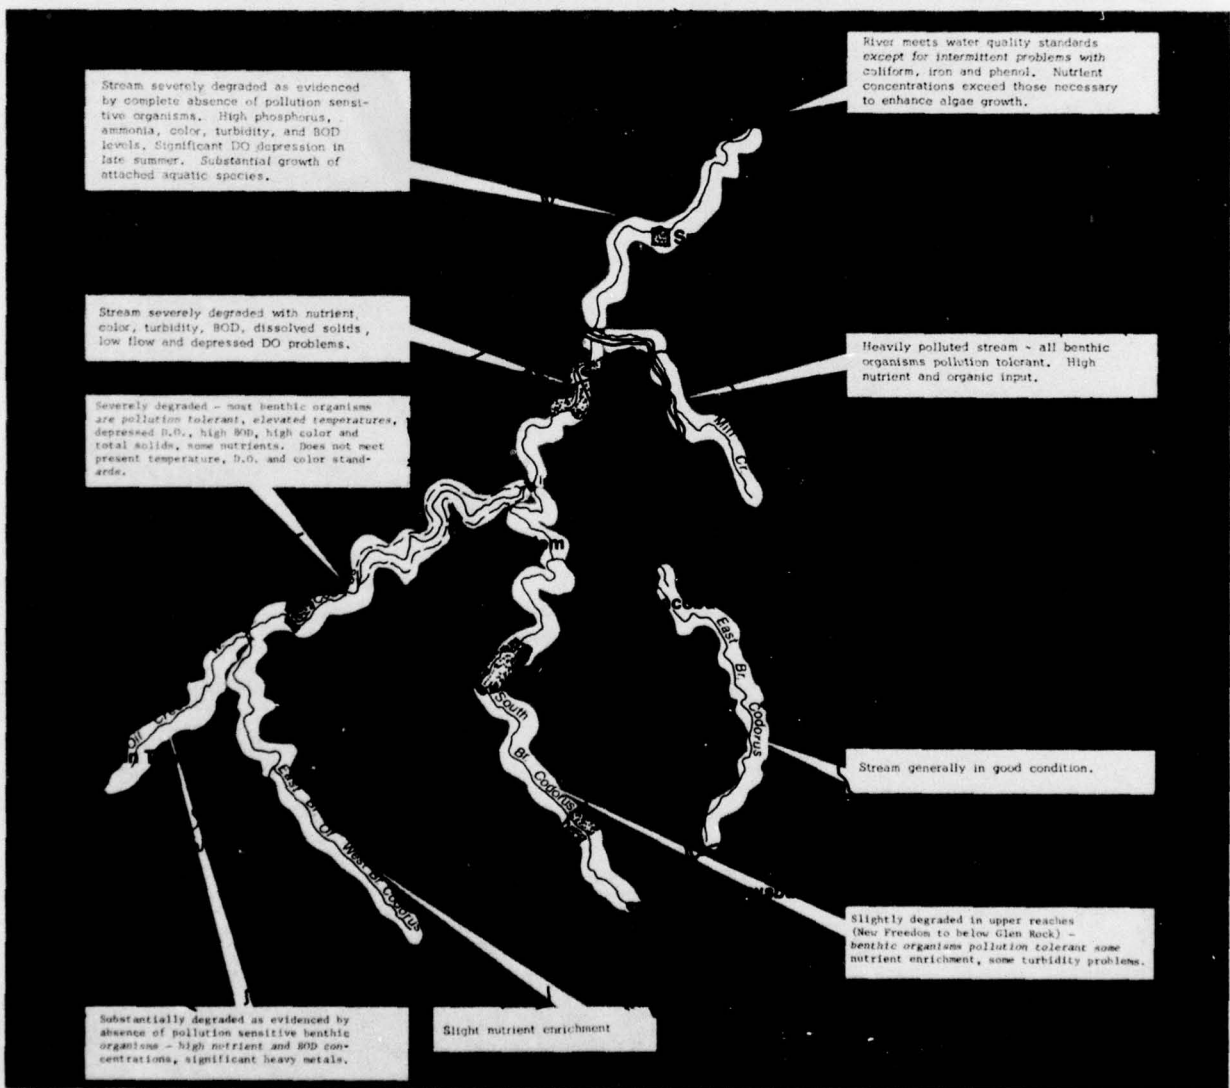 River meets water quality standards
except for intermittent problems with
coliform, iron and phenol. Nutrient
concentrations exceed those necessary
to enhance algae growth.
Stream severely degraded as evidenced
by complete absence of pollution sensi-
tive organisms. High phosphorus,
ammonia, color, turbidity, and BOD
levels. Significant DO depression in
late summer. Substantial growth of
attached aquatic species.
Stream severely degraded with nutrient,
color, turbidity, BOD, dissolved solids,
low flow and depressed DO problems.
Heavily polluted stream - all benthic
organisms pollution tolerant. High
nutrient and organic input.
Severely degraded - most benthic organisms
are pollution tolerant, elevated temperatures,
depressed D.O., high BOD, high color and
total solids, some nutrients. Does not meet
present temperature, D.O. and color stand-
ards.
Mill Cr.
East Br. Codorus
South Br. Codorus
Oil
East Br. Of West Br Codorus
Stream generally in good condition.
Slightly degraded in upper reaches
(New Freedom to below Glen Rock) -
benthic organisms pollution tolerant some
nutrient enrichment, some turbidity problems.
Substantially degraded as evidenced by
absence of pollution sensitive benthic
organisms - high nutrient and BOD con-
centrations, significant heavy metals.
Slight nutrient enrichment